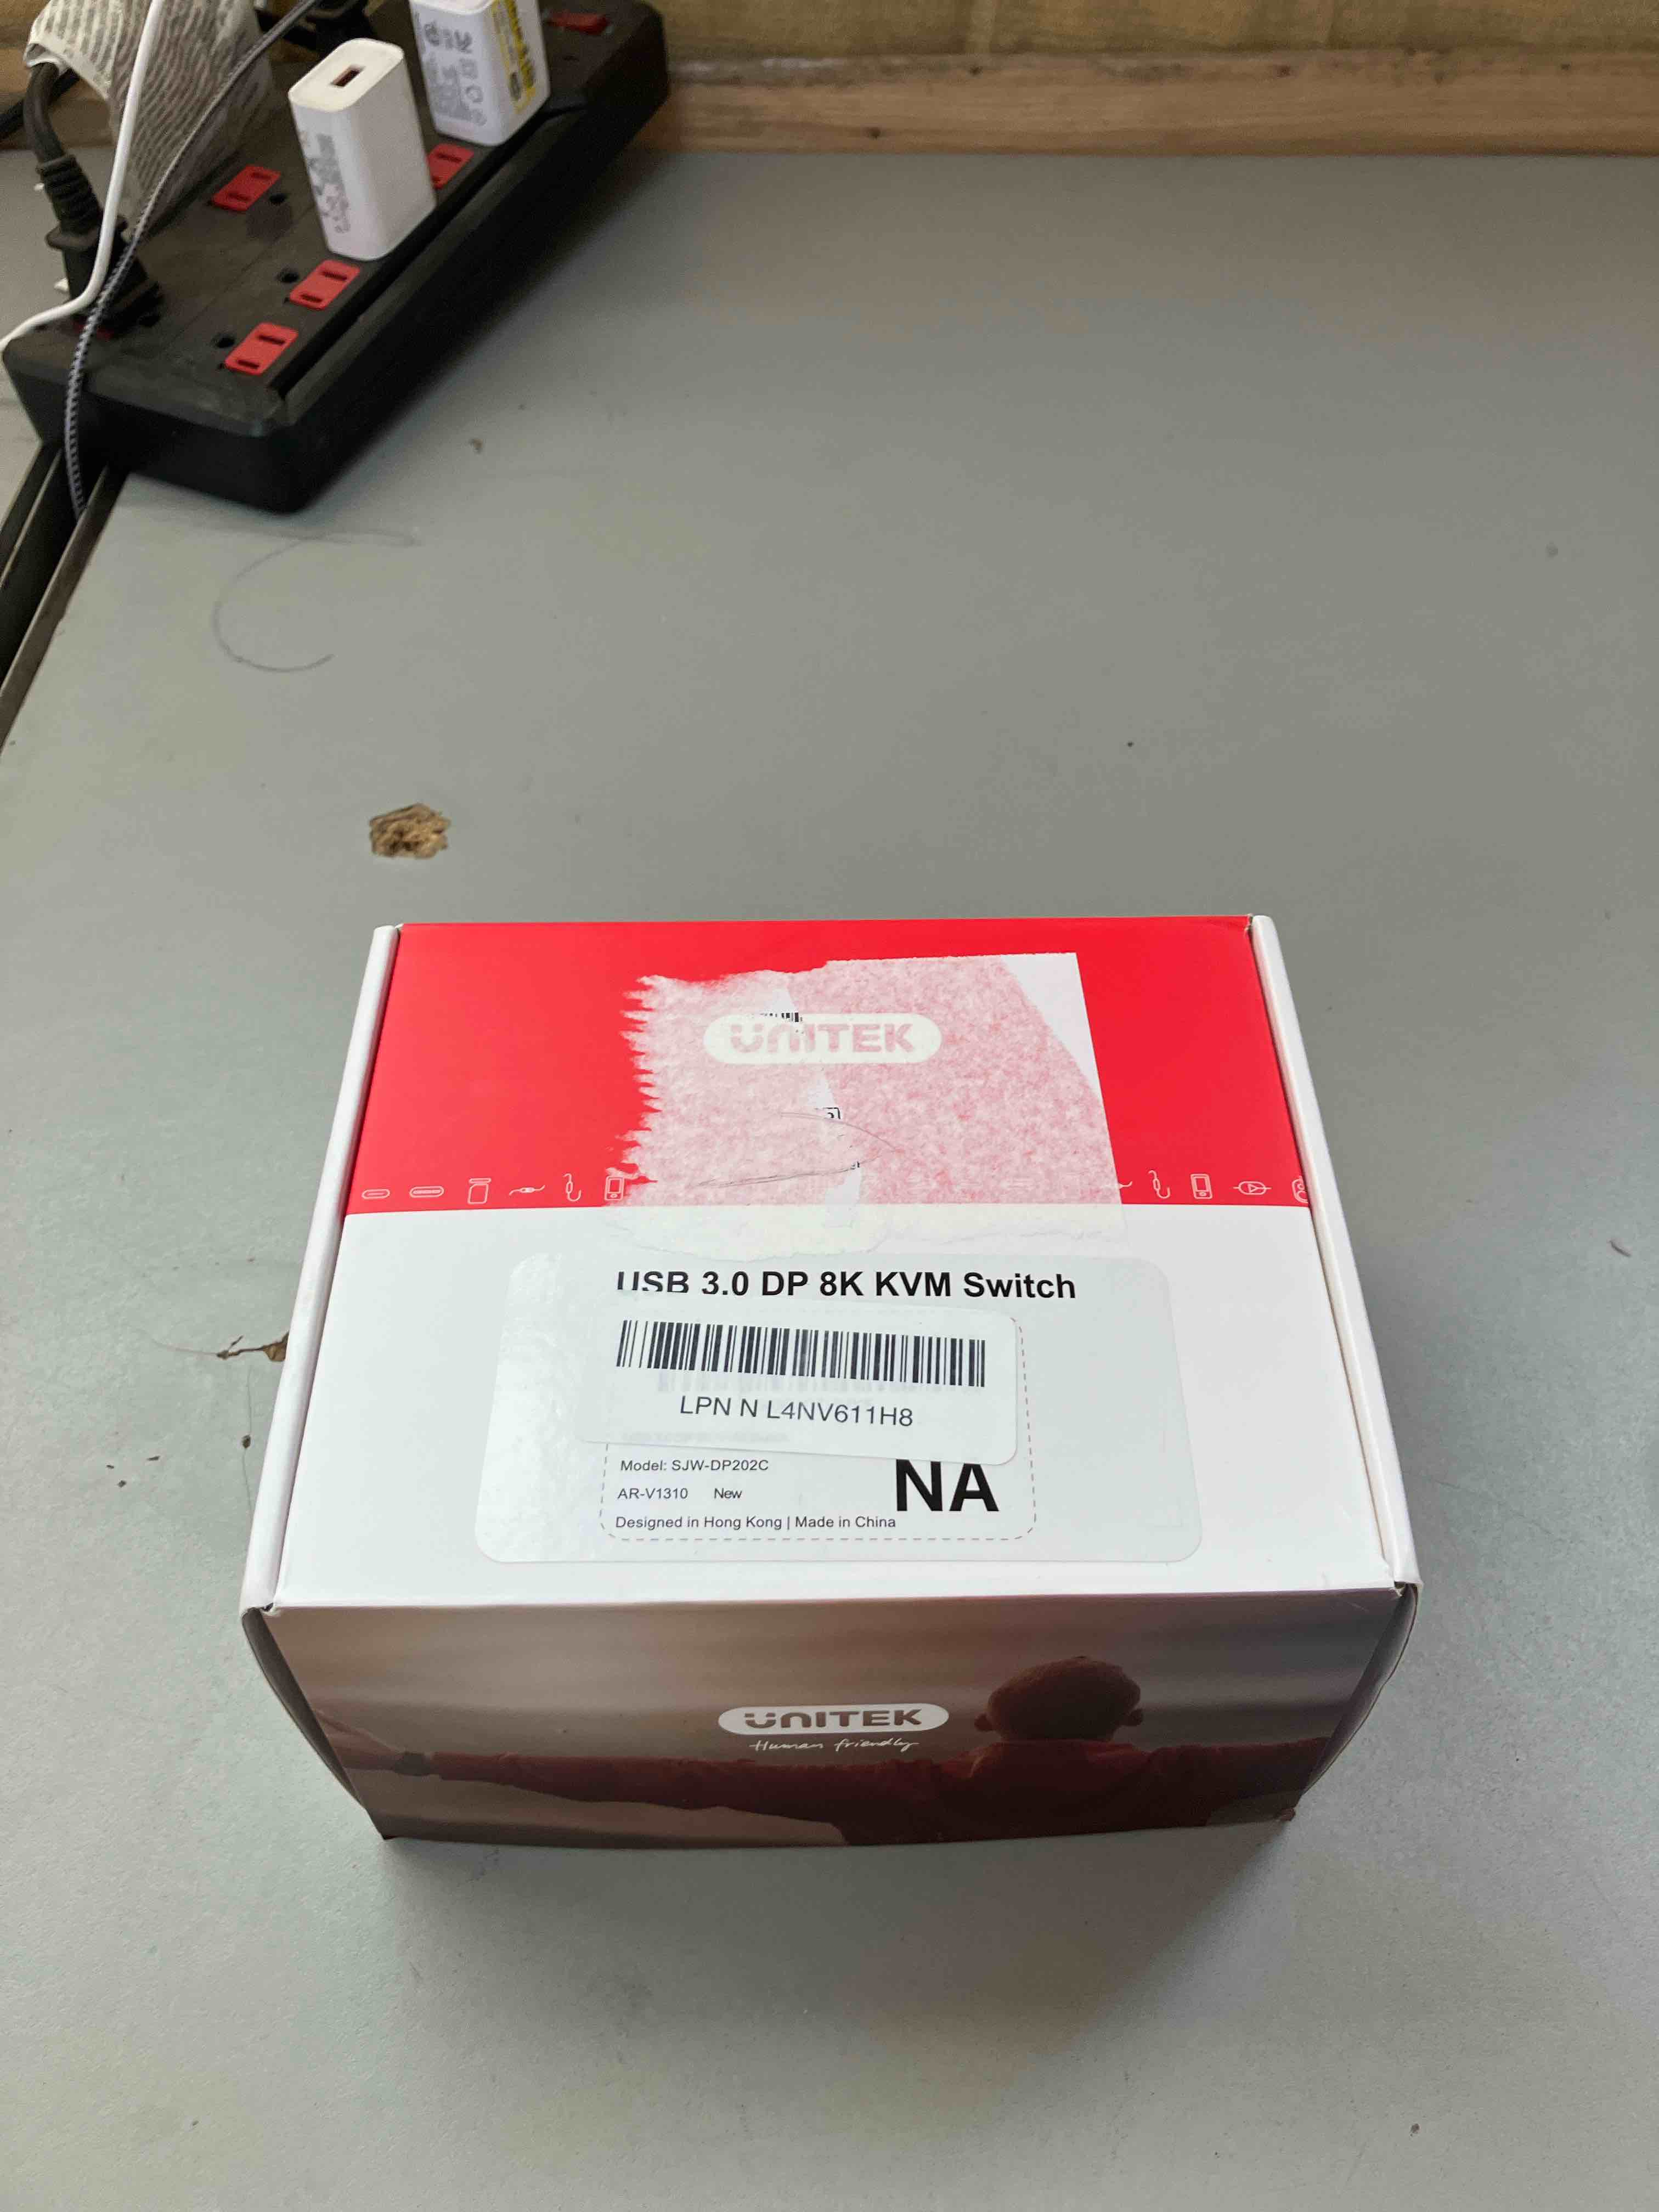 UNITEK
USB 3.0 DP 8K KVM Switch
LPN N L4NV611H8
Model: SJW-DP202C
NA
AR-V1310 New
Designed in Hong Kong | Made in China
UNITEK
Human friendly